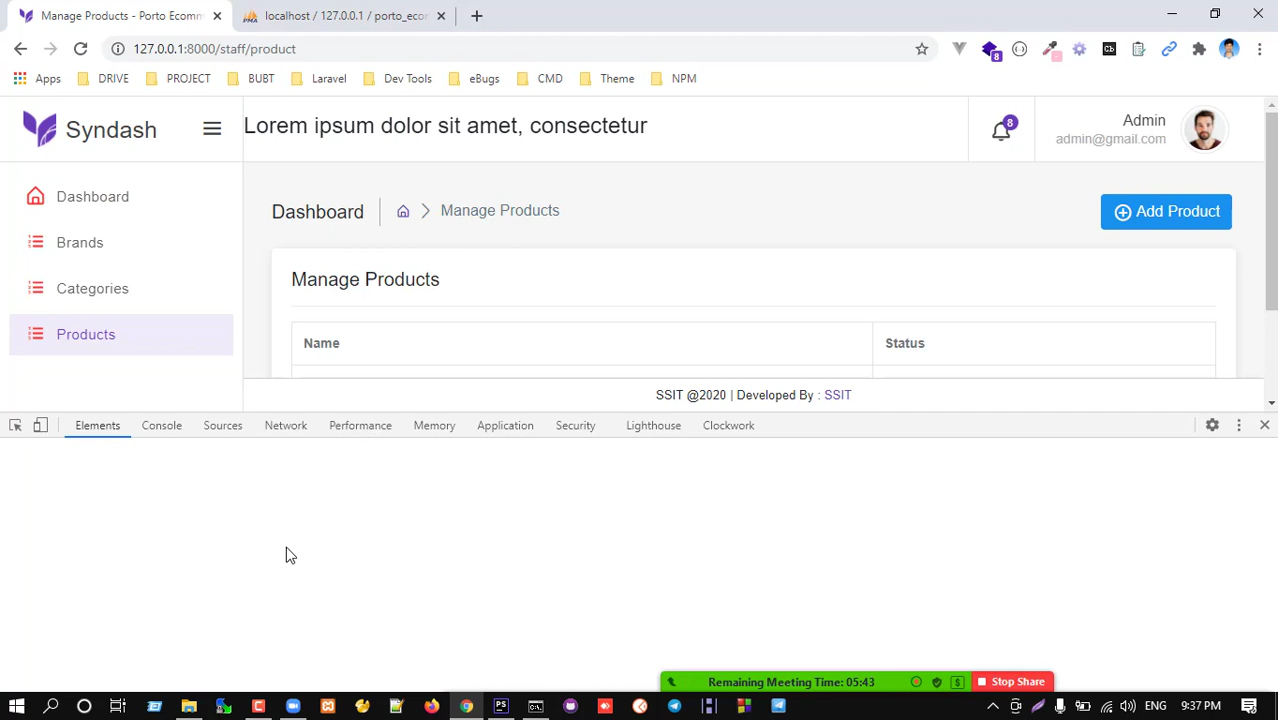 Manage Products - Porto Ecomm
localhost / 127.0.0.1 / porto_ecor
127.0.0.1:8000/staff/product
8
Cb
Apps
DRIVE
PROJECT
BUBT
Laravel
Dev Tools
eBugs
CMD
Theme
NPM
Syndash
Lorem ipsum dolor sit amet, consectetur
8
Admin
admin@gmail.com
Dashboard
Brands
Categories
Products
Dashboard
Manage Products
Add Product
Manage Products
Name
Status
SSIT @2020 | Developed By : SSIT
Elements
Console
Sources
Network
Performance
Memory
Application
Security
Lighthouse
Clockwork
Remaining Meeting Time: 05:43
Stop Share
ENG
9:37 PM